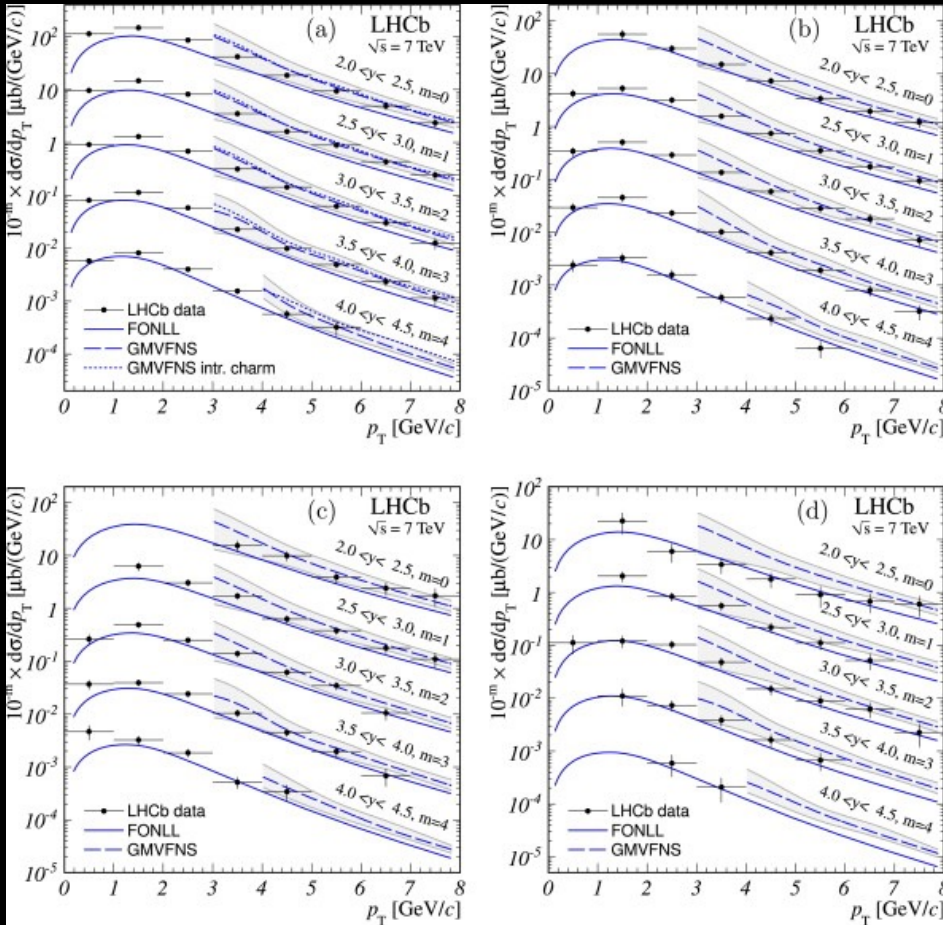 (a) LHCb
√s = 7 TeV
10⁻ᵐ × dσ/dp_T [μb/(GeV/c)]
10²
10
1
10⁻¹
10⁻²
10⁻³
10⁻⁴
2.0 <y< 2.5, m=0
2.5 <y< 3.0, m=1
3.0 <y< 3.5, m=2
3.5 <y< 4.0, m=3
4.0 <y< 4.5, m=4
LHCb data
FONLL
GMVFNS
GMVFNS intr. charm
0 1 2 3 4 5 6 7 8
p_T [GeV/c]
(b) LHCb
√s = 7 TeV
10⁻ᵐ × dσ/dp_T [μb/(GeV/c)]
10²
10
1
10⁻¹
10⁻²
10⁻³
10⁻⁴
10⁻⁵
2.0 <y< 2.5, m=0
2.5 <y< 3.0, m=1
3.0 <y< 3.5, m=2
3.5 <y< 4.0, m=3
4.0 <y< 4.5, m=4
LHCb data
FONLL
GMVFNS
0 1 2 3 4 5 6 7 8
p_T [GeV/c]
(c) LHCb
√s = 7 TeV
10⁻ᵐ × dσ/dp_T [μb/(GeV/c)]
10²
10
1
10⁻¹
10⁻²
10⁻³
10⁻⁴
10⁻⁵
2.0 <y< 2.5, m=0
2.5 <y< 3.0, m=1
3.0 <y< 3.5, m=2
3.5 <y< 4.0, m=3
4.0 <y< 4.5, m=4
LHCb data
FONLL
GMVFNS
0 1 2 3 4 5 6 7 8
p_T [GeV/c]
(d) LHCb
√s = 7 TeV
10⁻ᵐ × dσ/dp_T [μb/(GeV/c)]
10²
10
1
10⁻¹
10⁻²
10⁻³
10⁻⁴
10⁻⁵
2.0 <y< 2.5, m=0
2.5 <y< 3.0, m=1
3.0 <y< 3.5, m=2
3.5 <y< 4.0, m=3
4.0 <y< 4.5, m=4
LHCb data
FONLL
GMVFNS
0 1 2 3 4 5 6 7 8
p_T [GeV/c]